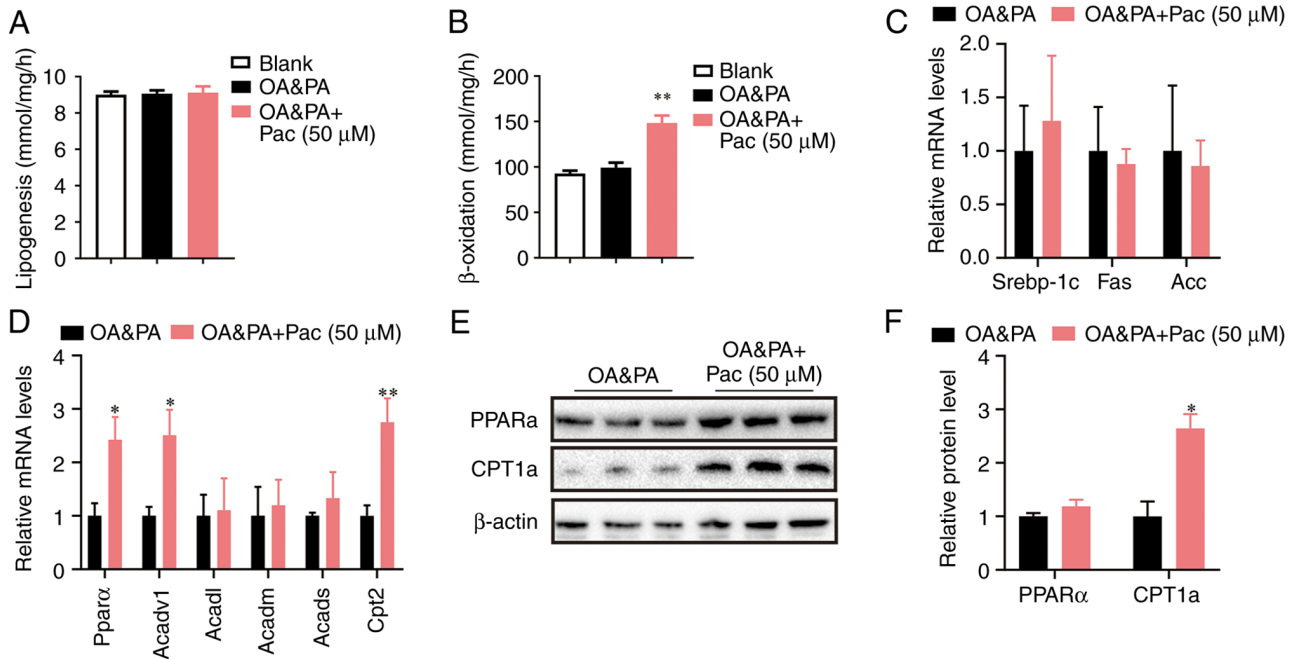 A
Blank
OA&PA
OA&PA+
Pac (50 μM)
Lipogenesis (mmol/mg/h)
10
8
6
4
2
0
B
Blank
OA&PA
OA&PA+
Pac (50 μM)
β-oxidation (mmol/mg/h)
200
150
100
50
0
**
C
OA&PA OA&PA+Pac (50 μM)
Relative mRNA levels
2.0
1.5
1.0
0.5
0.0
Srebp-1c Fas Acc
D
OA&PA OA&PA+Pac (50 μM)
Relative mRNA levels
4
3
2
1
0
* * **
Pparα Acadv1 Acadl Acadm Acads Cpt2
E
OA&PA
OA&PA+
Pac (50 μM)
PPARa
CPT1a
β-actin
F
OA&PA OA&PA+Pac (50 μM)
Relative protein level
4
3
2
1
0
*
PPARα CPT1a